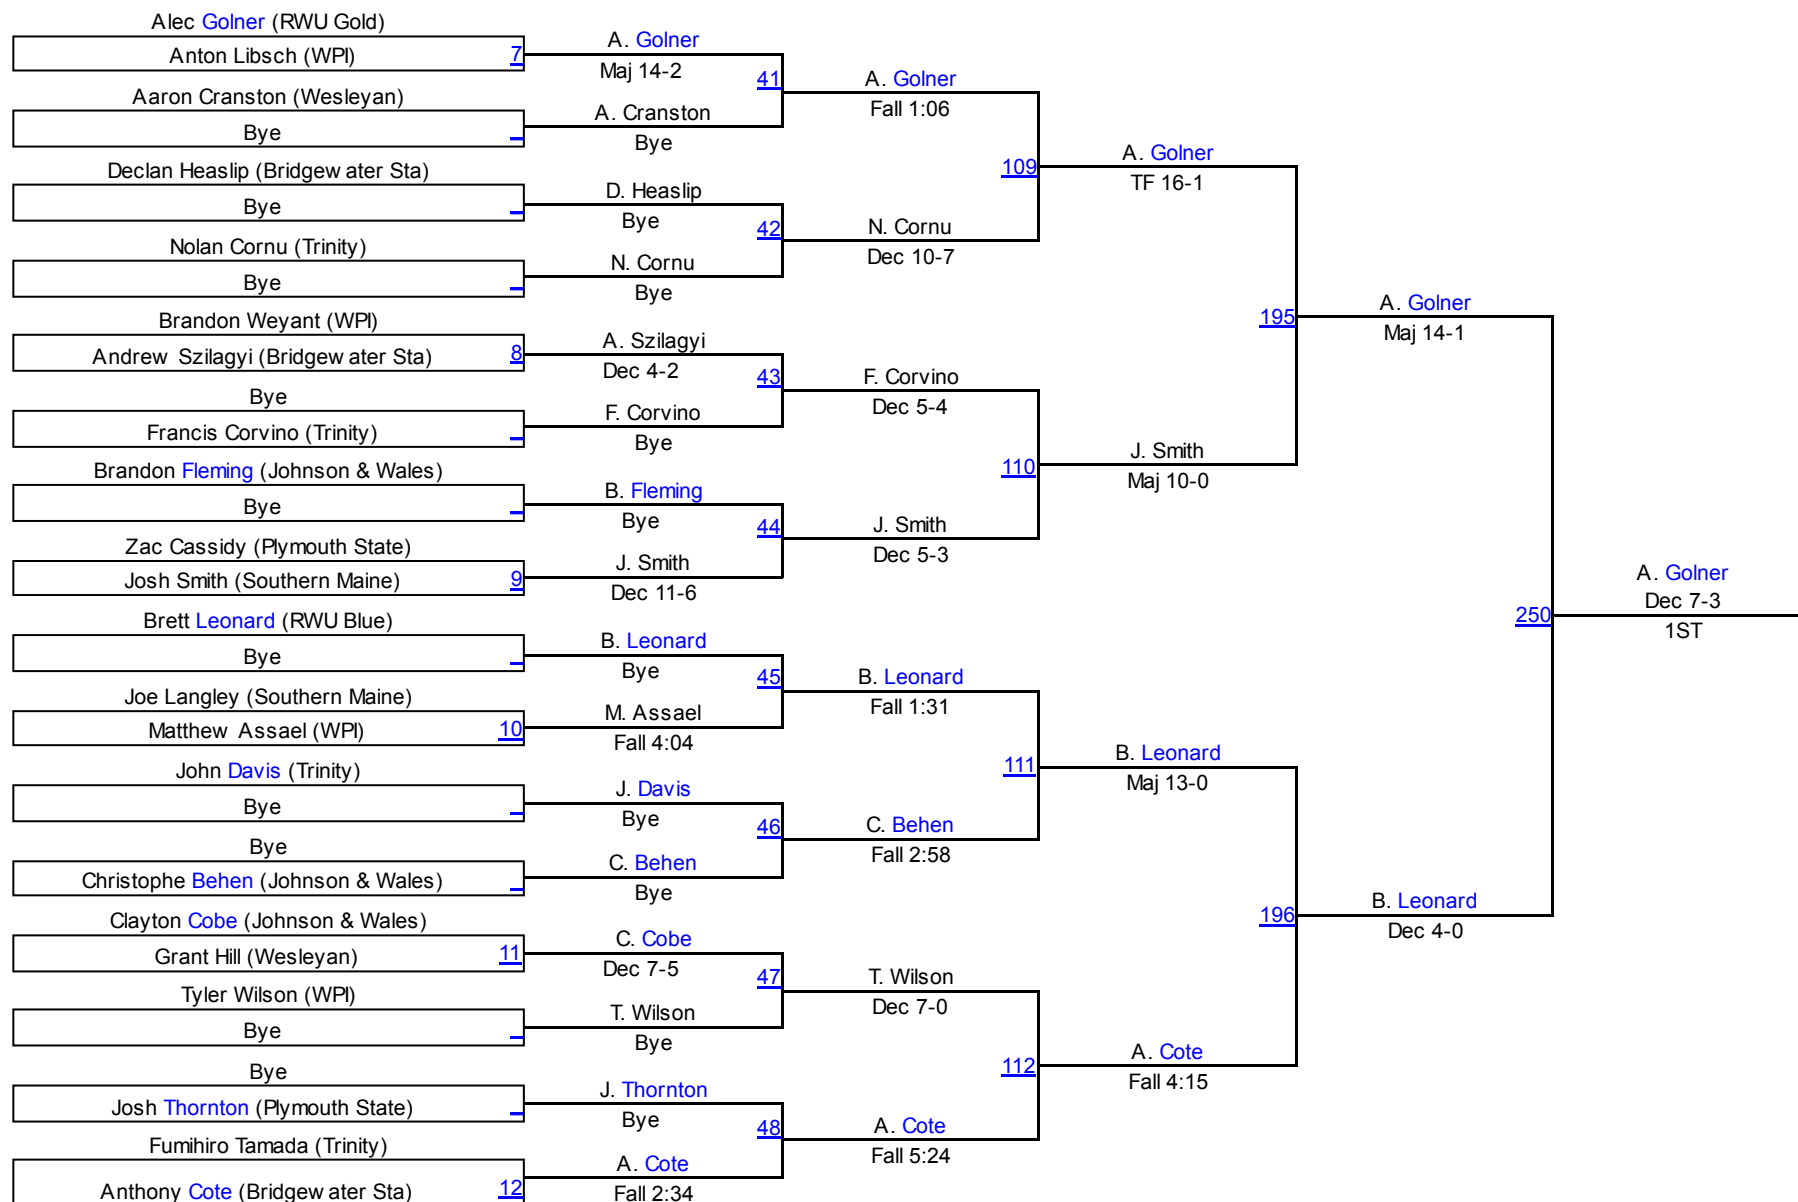 Alec Golner (RWU Gold)
Anton Libsch (WPI) 7
Aaron Cranston (Wesleyan)
Bye
Declan Heaslip (Bridgewater Sta)
Bye
Nolan Cornu (Trinity)
Bye
Brandon Weyant (WPI)
Andrew Szilagyi (Bridgewater Sta) 8
Bye
Francis Corvino (Trinity)
Brandon Fleming (Johnson & Wales)
Bye
Zac Cassidy (Plymouth State)
Josh Smith (Southern Maine) 9
Brett Leonard (RWU Blue)
Bye
Joe Langley (Southern Maine)
Matthew Assael (WPI) 10
John Davis (Trinity)
Bye
Bye
Christophe Behen (Johnson & Wales)
Clayton Cobe (Johnson & Wales)
Grant Hill (Wesleyan) 11
Tyler Wilson (WPI)
Bye
Bye
Josh Thornton (Plymouth State)
Fumihiro Tamada (Trinity)
Anthony Cote (Bridgewater Sta) 12
A. Golner
Maj 14-2
41
A. Cranston
Bye
D. Heaslip
Bye
42
N. Cornu
Bye
A. Szilagyi
Dec 4-2
43
F. Corvino
Bye
B. Fleming
Bye
44
J. Smith
Dec 11-6
B. Leonard
Bye
45
M. Assael
Fall 4:04
J. Davis
Bye
46
C. Behen
Bye
C. Cobe
Dec 7-5
47
T. Wilson
Bye
J. Thornton
Bye
48
A. Cote
Fall 2:34
A. Golner
Fall 1:06
109
N. Cornu
Dec 10-7
F. Corvino
Dec 5-4
110
J. Smith
Dec 5-3
B. Leonard
Fall 1:31
111
C. Behen
Fall 2:58
T. Wilson
Dec 7-0
112
A. Cote
Fall 5:24
A. Golner
TF 16-1
195
J. Smith
Maj 10-0
B. Leonard
Maj 13-0
196
A. Cote
Fall 4:15
A. Golner
Maj 14-1
250
B. Leonard
Dec 4-0
A. Golner
Dec 7-3
1ST